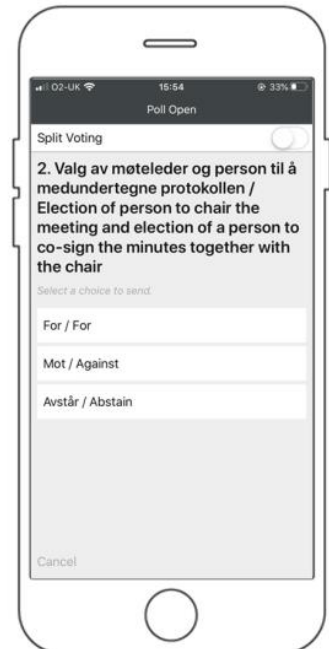 O2-UK 15:54 33%
Poll Open
Split Voting
2. Valg av møteleder og person til å
medundertegne protokollen /
Election of person to chair the
meeting and election of a person to
co-sign the minutes together with
the chair
Select a choice to send.
For / For
Mot / Against
Avstår / Abstain
Cancel